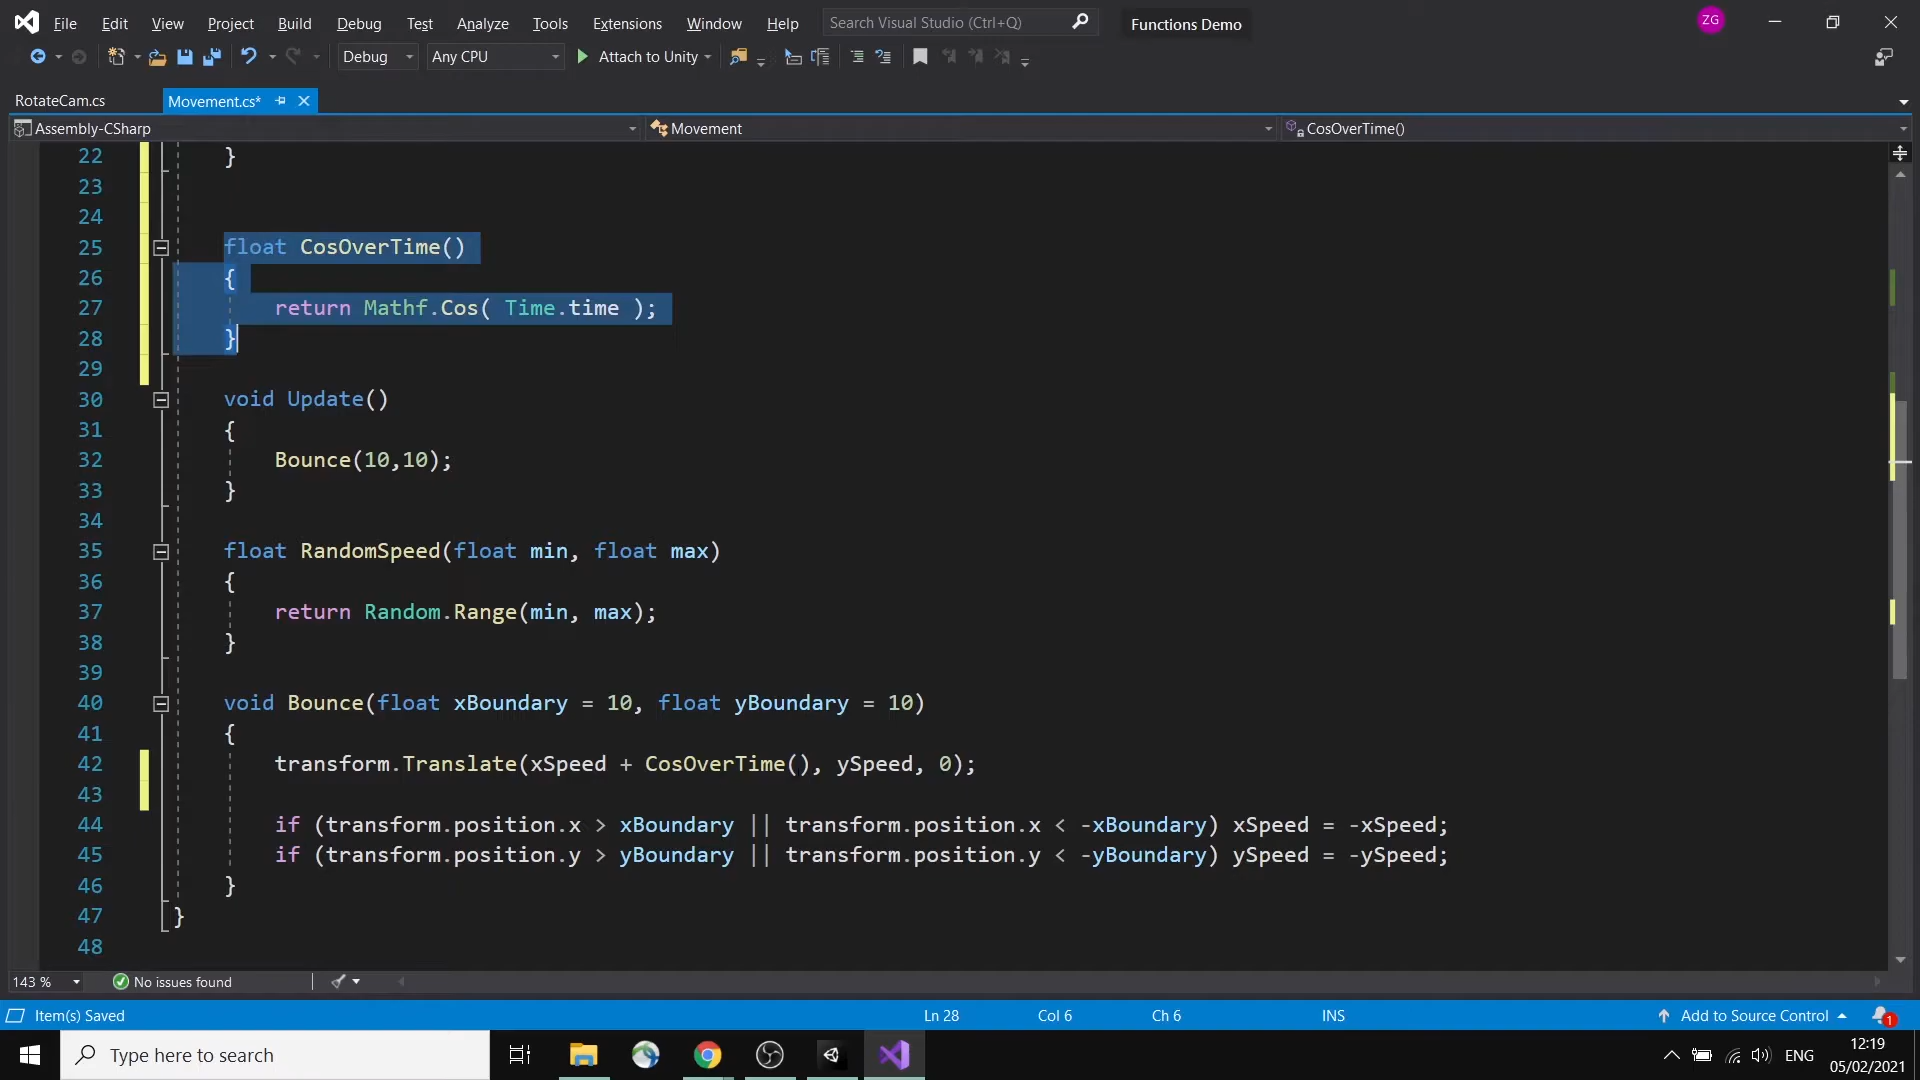 File Edit View Project Build Debug Test Analyze Tools Extensions Window Help Search Visual Studio (Ctrl+Q) Functions Demo ZG
Debug Any CPU Attach to Unity
RotateCam.cs Movement.cs*
Assembly-CSharp Movement CosOverTime()
22 }
23
24
25 float CosOverTime()
26 {
27 return Mathf.Cos( Time.time );
28 }
29
30 void Update()
31 {
32 Bounce(10,10);
33 }
34
35 float RandomSpeed(float min, float max)
36 {
37 return Random.Range(min, max);
38 }
39
40 void Bounce(float xBoundary = 10, float yBoundary = 10)
41 {
42 transform.Translate(xSpeed + CosOverTime(), ySpeed, 0);
43
44 if (transform.position.x > xBoundary || transform.position.x < -xBoundary) xSpeed = -xSpeed;
45 if (transform.position.y > yBoundary || transform.position.y < -yBoundary) ySpeed = -ySpeed;
46 }
47 }
48
143 % No issues found
Item(s) Saved Ln 28 Col 6 Ch 6 INS Add to Source Control 1
Type here to search ENG 12:19
05/02/2021